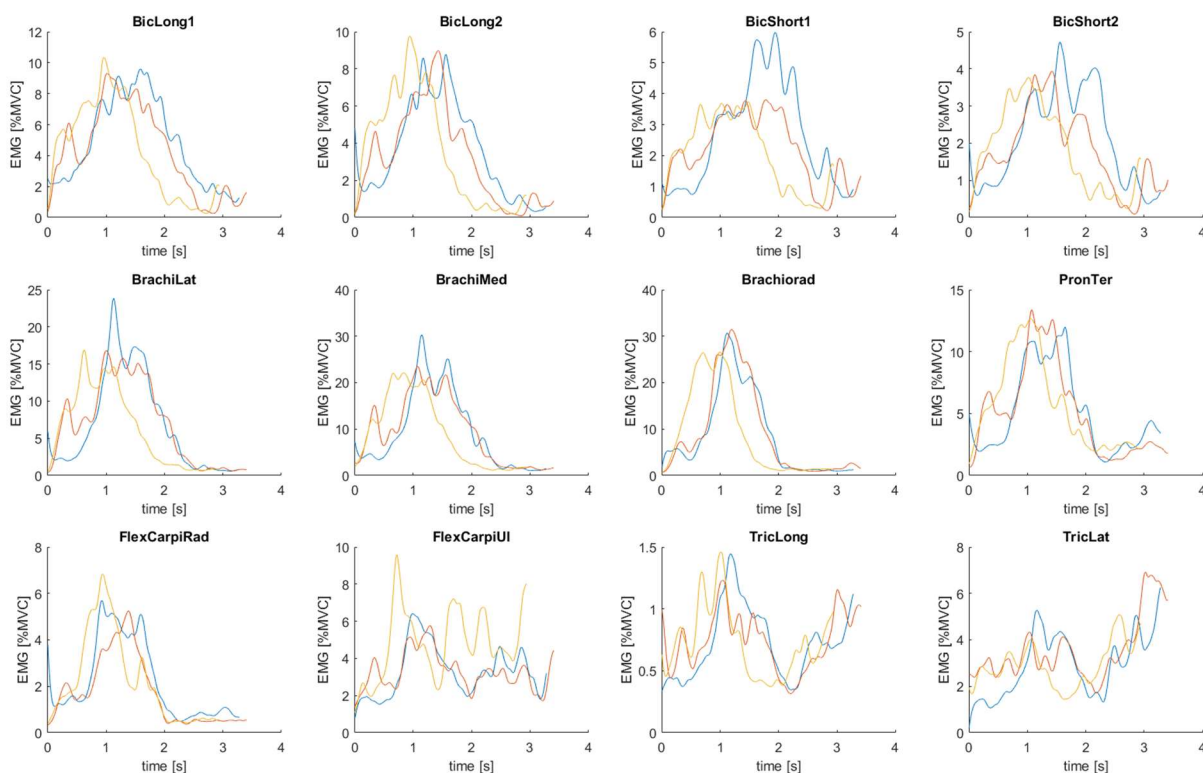 BicLong1
12
10
8
6
4
2
0
EMG [%MVC]
0 1 2 3 4
time [s]
BicLong2
10
8
6
4
2
0
EMG [%MVC]
0 1 2 3 4
time [s]
BicShort1
6
5
4
3
2
1
0
EMG [%MVC]
0 1 2 3 4
time [s]
BicShort2
5
4
3
2
1
0
EMG [%MVC]
0 1 2 3 4
time [s]
BrachiLat
25
20
15
10
5
0
EMG [%MVC]
0 1 2 3 4
time [s]
BrachiMed
40
30
20
10
0
EMG [%MVC]
0 1 2 3 4
time [s]
Brachiorad
40
30
20
10
0
EMG [%MVC]
0 1 2 3 4
time [s]
PronTer
15
10
5
0
EMG [%MVC]
0 1 2 3 4
time [s]
FlexCarpiRad
8
6
4
2
0
EMG [%MVC]
0 1 2 3 4
time [s]
FlexCarpiUl
10
8
6
4
2
0
EMG [%MVC]
0 1 2 3 4
time [s]
TricLong
1.5
1
0.5
0
EMG [%MVC]
0 1 2 3 4
time [s]
TricLat
8
6
4
2
0
EMG [%MVC]
0 1 2 3 4
time [s]